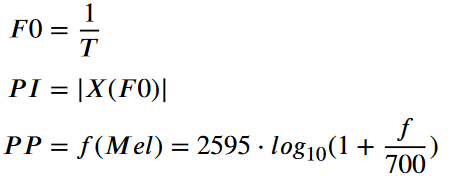 F0 = 1/T
PI = |X(F0)|
PP = f(Mel) = 2595 · log₁₀(1 + f/700)